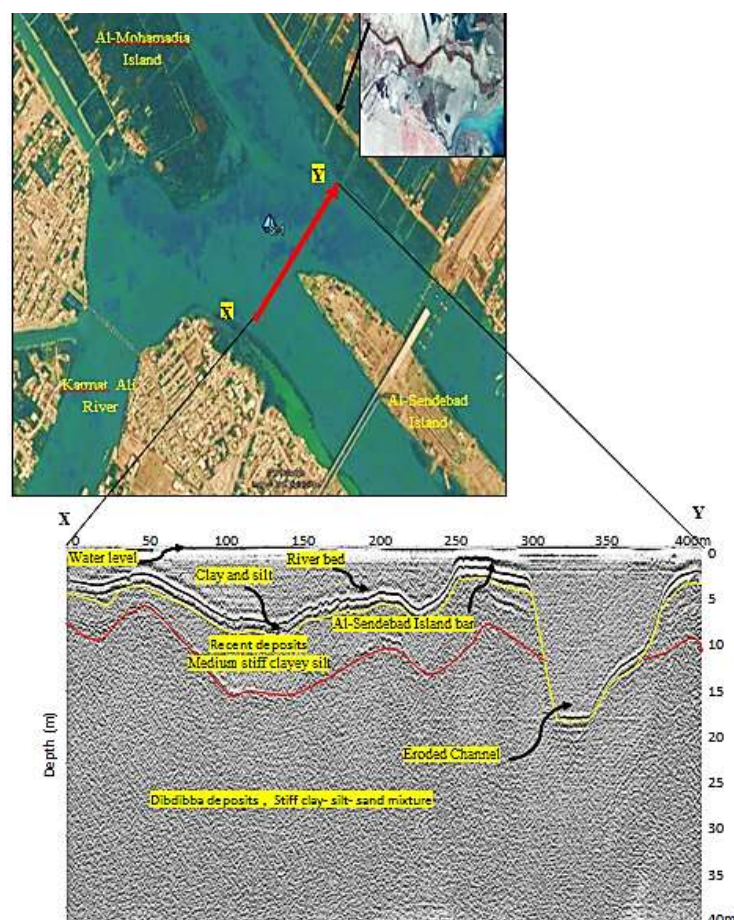 Al-Mohamadia
Island
Y
X
Karmat Ali
River
Al-Sendebad
Island
X
Y
0 50 100 150 200 250 300 350 400m
Water level
River bed
Clay and silt
Al-Sendebad Island bar
Recent deposits
Medium stiff clayey silt
Eroded Channel
Dibdibba deposits , Stiff clay- silt- sand mixture
Depth (m)
0
5
10
15
20
25
30
35
40m